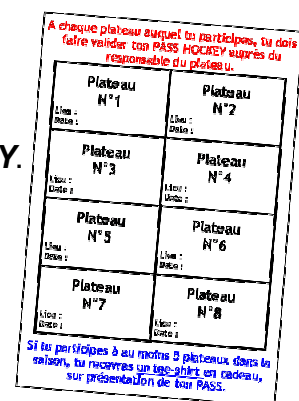 A chaque plateau auquel tu participes, tu dois
faire valider ton PASS HOCKEY auprès du
responsable du plateau.
Plateau
N°1
Lieu :
Date :
Plateau
N°2
Lieu :
Date :
Y.
Plateau
N°3
Lieu :
Date :
Plateau
N°4
Lieu :
Date :
Plateau
N°5
Lieu :
Date :
Plateau
N°6
Lieu :
Date :
Plateau
N°7
Lieu :
Date :
Plateau
N°8
Lieu :
Date :
Si tu participes à au moins 5 plateaux dans la
saison, tu recevras un tee-shirt en cadeau,
sur présentation de ton PASS.